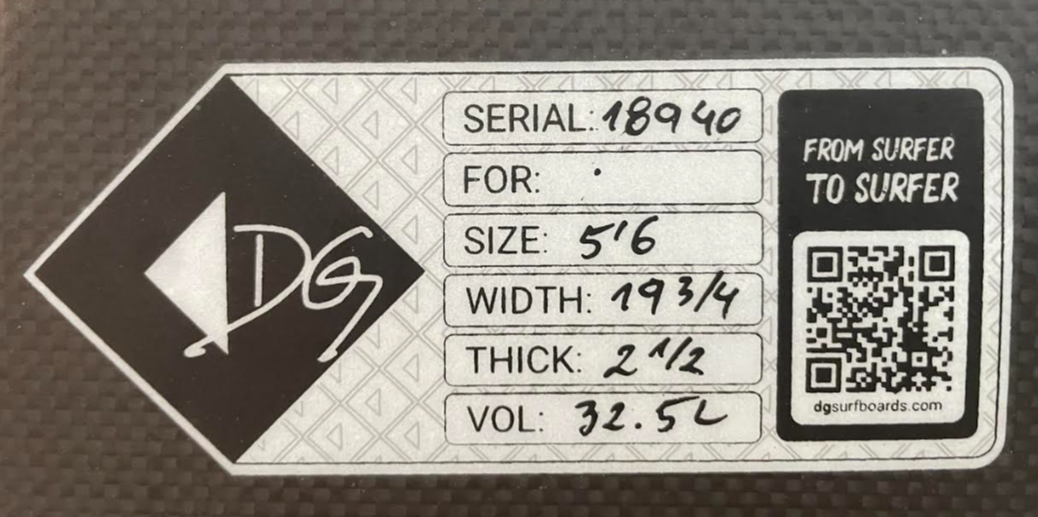 DG
SERIAL: 18940
FOR: .
SIZE: 5'6
WIDTH: 19 3/4
THICK: 2 1/2
VOL: 32.5L
FROM SURFER
TO SURFER
dgsurfboards.com